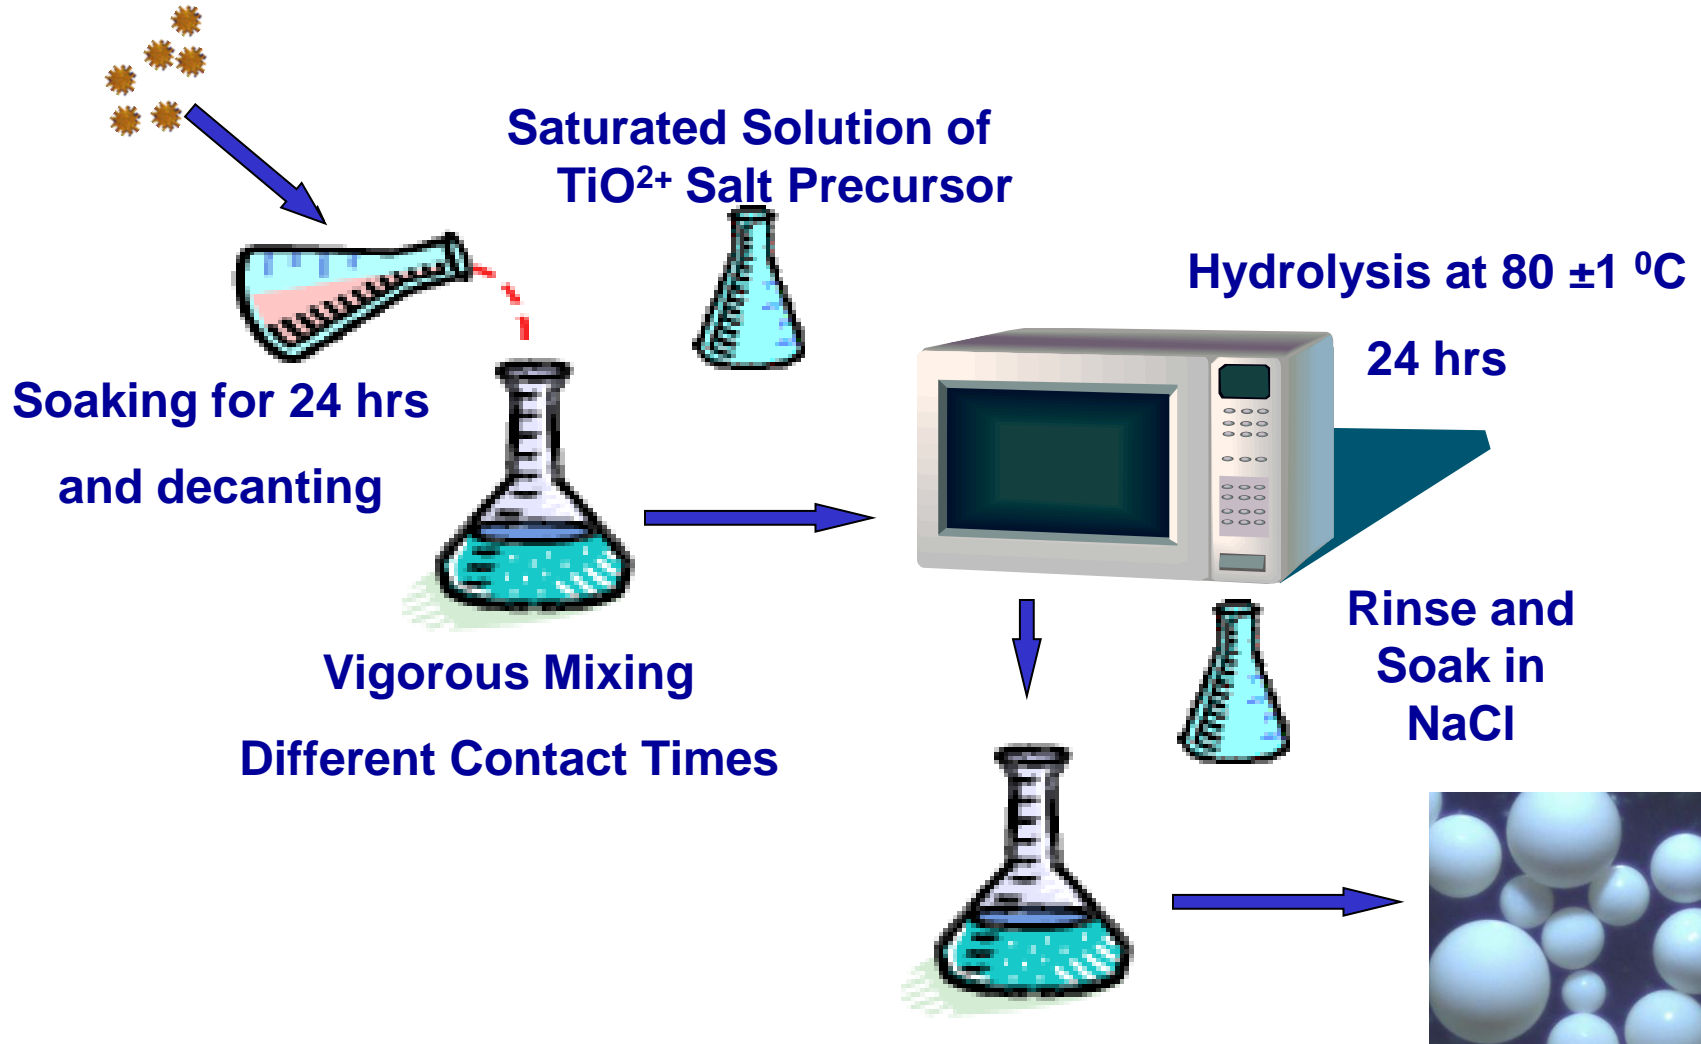 Saturated Solution of
TiO²⁺ Salt Precursor
Hydrolysis at 80 ±1 ⁰C
24 hrs
Soaking for 24 hrs
and decanting
Vigorous Mixing
Different Contact Times
Rinse and
Soak in
NaCl